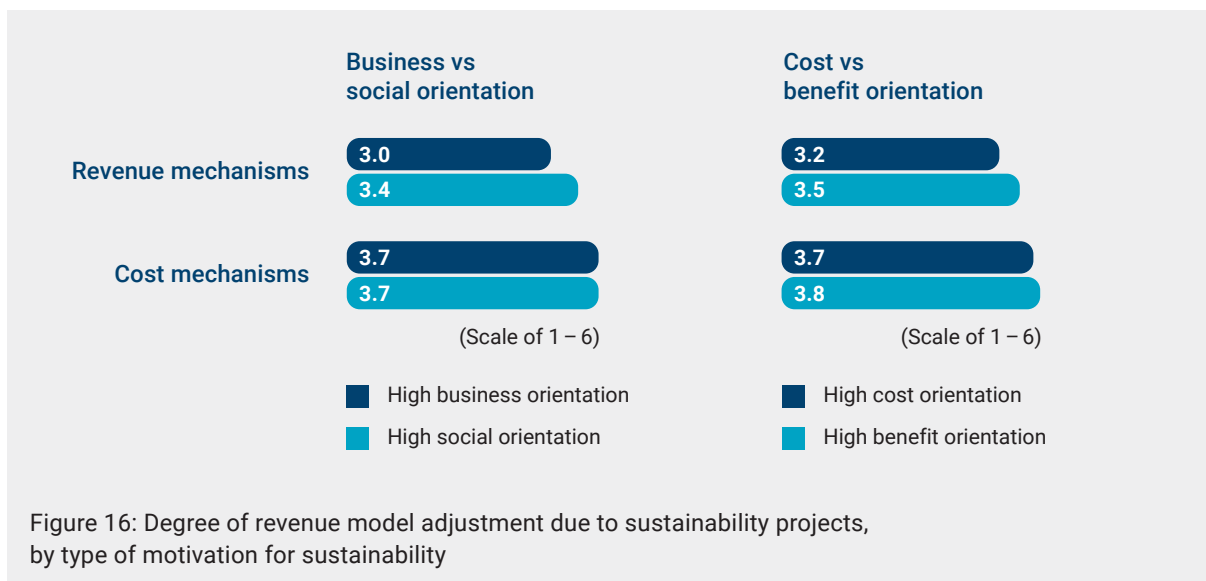 Business vs
social orientation
Cost vs
benefit orientation
Revenue mechanisms
3.0
3.4
3.2
3.5
Cost mechanisms
3.7
3.7
3.7
3.8
(Scale of 1 – 6)
(Scale of 1 – 6)
High business orientation
High social orientation
High cost orientation
High benefit orientation
Figure 16: Degree of revenue model adjustment due to sustainability projects,
by type of motivation for sustainability